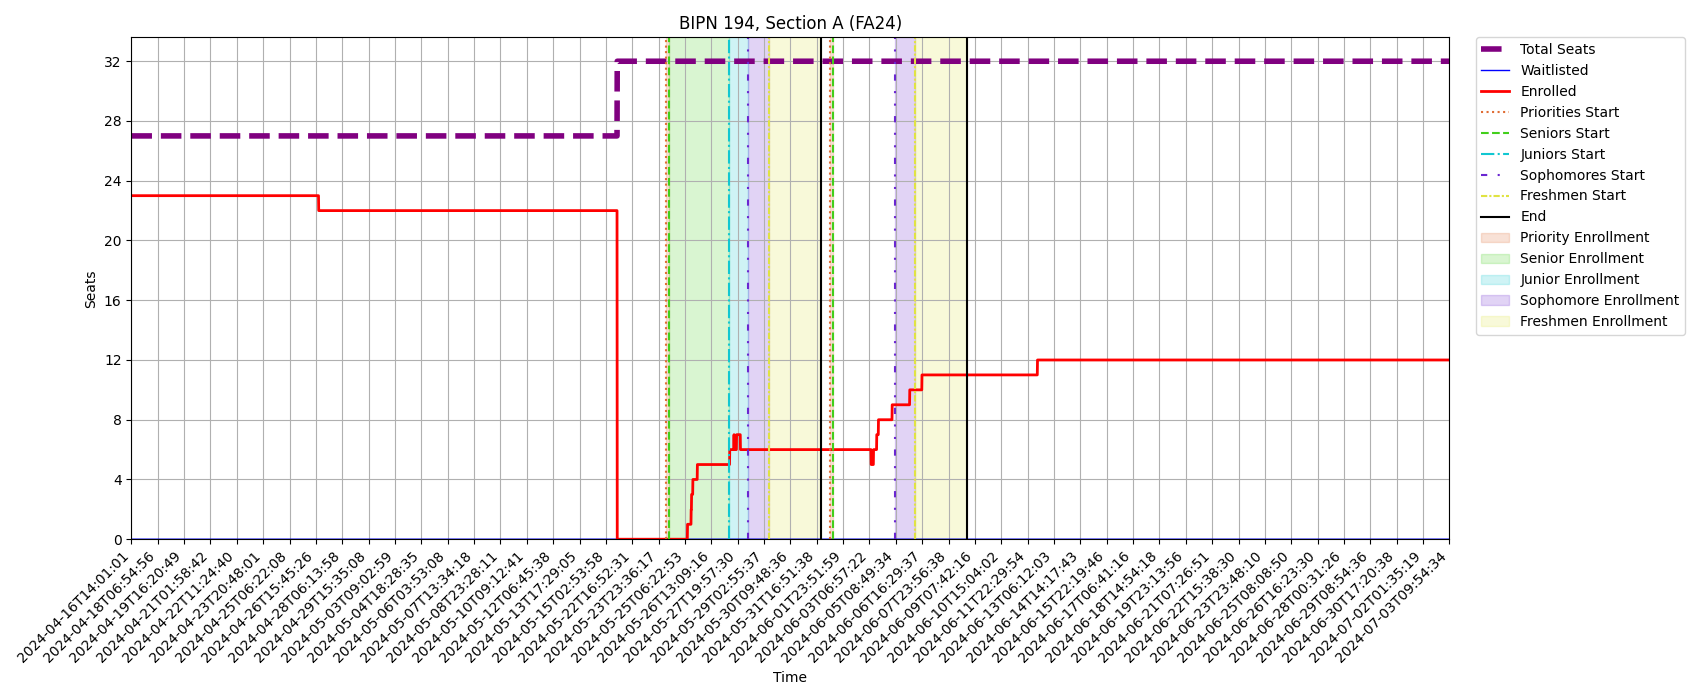 BIPN 194, Section A (FA24)
Total Seats
Waitlisted
Enrolled
Priorities Start
Seniors Start
Juniors Start
Sophomores Start
Freshmen Start
End
Priority Enrollment
Senior Enrollment
Junior Enrollment
Sophomore Enrollment
Freshmen Enrollment
Seats
32
28
24
20
16
12
8
4
0
2024-04-16T14:01:01
2024-04-18T06:54:56
2024-04-19T16:20:49
2024-04-21T01:58:42
2024-04-22T11:24:40
2024-04-23T20:48:01
2024-04-25T06:22:08
2024-04-26T15:45:26
2024-04-28T06:13:58
2024-04-29T15:35:08
2024-05-03T09:02:59
2024-05-04T18:28:35
2024-05-06T03:53:08
2024-05-07T13:34:18
2024-05-08T23:28:11
2024-05-10T09:12:41
2024-05-12T06:45:38
2024-05-13T17:29:05
2024-05-15T02:53:58
2024-05-22T16:52:31
2024-05-23T23:36:17
2024-05-25T06:22:53
2024-05-26T13:09:16
2024-05-27T19:57:30
2024-05-29T02:55:37
2024-05-30T09:48:36
2024-05-31T16:51:38
2024-06-01T23:51:59
2024-06-03T06:57:22
2024-06-05T08:49:34
2024-06-06T16:29:37
2024-06-07T23:56:38
2024-06-09T07:42:16
2024-06-10T15:04:02
2024-06-11T22:29:54
2024-06-13T06:12:03
2024-06-14T14:17:43
2024-06-15T22:19:46
2024-06-17T06:41:16
2024-06-18T14:54:18
2024-06-19T23:13:56
2024-06-21T07:26:51
2024-06-22T15:38:30
2024-06-23T23:48:10
2024-06-25T08:08:50
2024-06-26T16:23:30
2024-06-28T00:31:26
2024-06-29T08:54:36
2024-06-30T17:20:38
2024-07-02T01:35:19
2024-07-03T09:54:34
Time